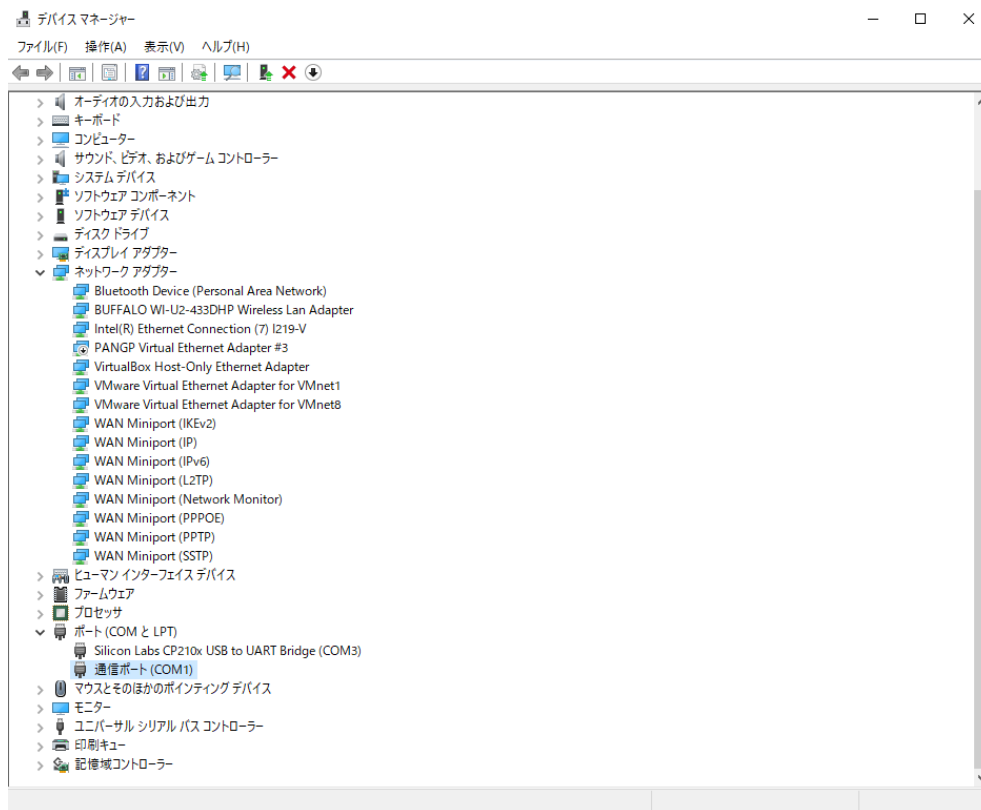 デバイス マネージャー
ファイル(F) 操作(A) 表示(V) ヘルプ(H)
オーディオの入力および出力
キーボード
コンピューター
サウンド、ビデオ、およびゲーム コントローラー
システム デバイス
ソフトウェア コンポーネント
ソフトウェア デバイス
ディスク ドライブ
ディスプレイ アダプター
ネットワーク アダプター
Bluetooth Device (Personal Area Network)
BUFFALO WI-U2-433DHP Wireless Lan Adapter
Intel(R) Ethernet Connection (7) I219-V
PANGP Virtual Ethernet Adapter #3
VirtualBox Host-Only Ethernet Adapter
VMware Virtual Ethernet Adapter for VMnet1
VMware Virtual Ethernet Adapter for VMnet8
WAN Miniport (IKEv2)
WAN Miniport (IP)
WAN Miniport (IPv6)
WAN Miniport (L2TP)
WAN Miniport (Network Monitor)
WAN Miniport (PPPOE)
WAN Miniport (PPTP)
WAN Miniport (SSTP)
ヒューマン インターフェイス デバイス
ファームウェア
プロセッサ
ポート (COM と LPT)
Silicon Labs CP210x USB to UART Bridge (COM3)
通信ポート (COM1)
マウスとそのほかのポインティング デバイス
モニター
ユニバーサル シリアル バス コントローラー
印刷キュー
記憶域コントローラー